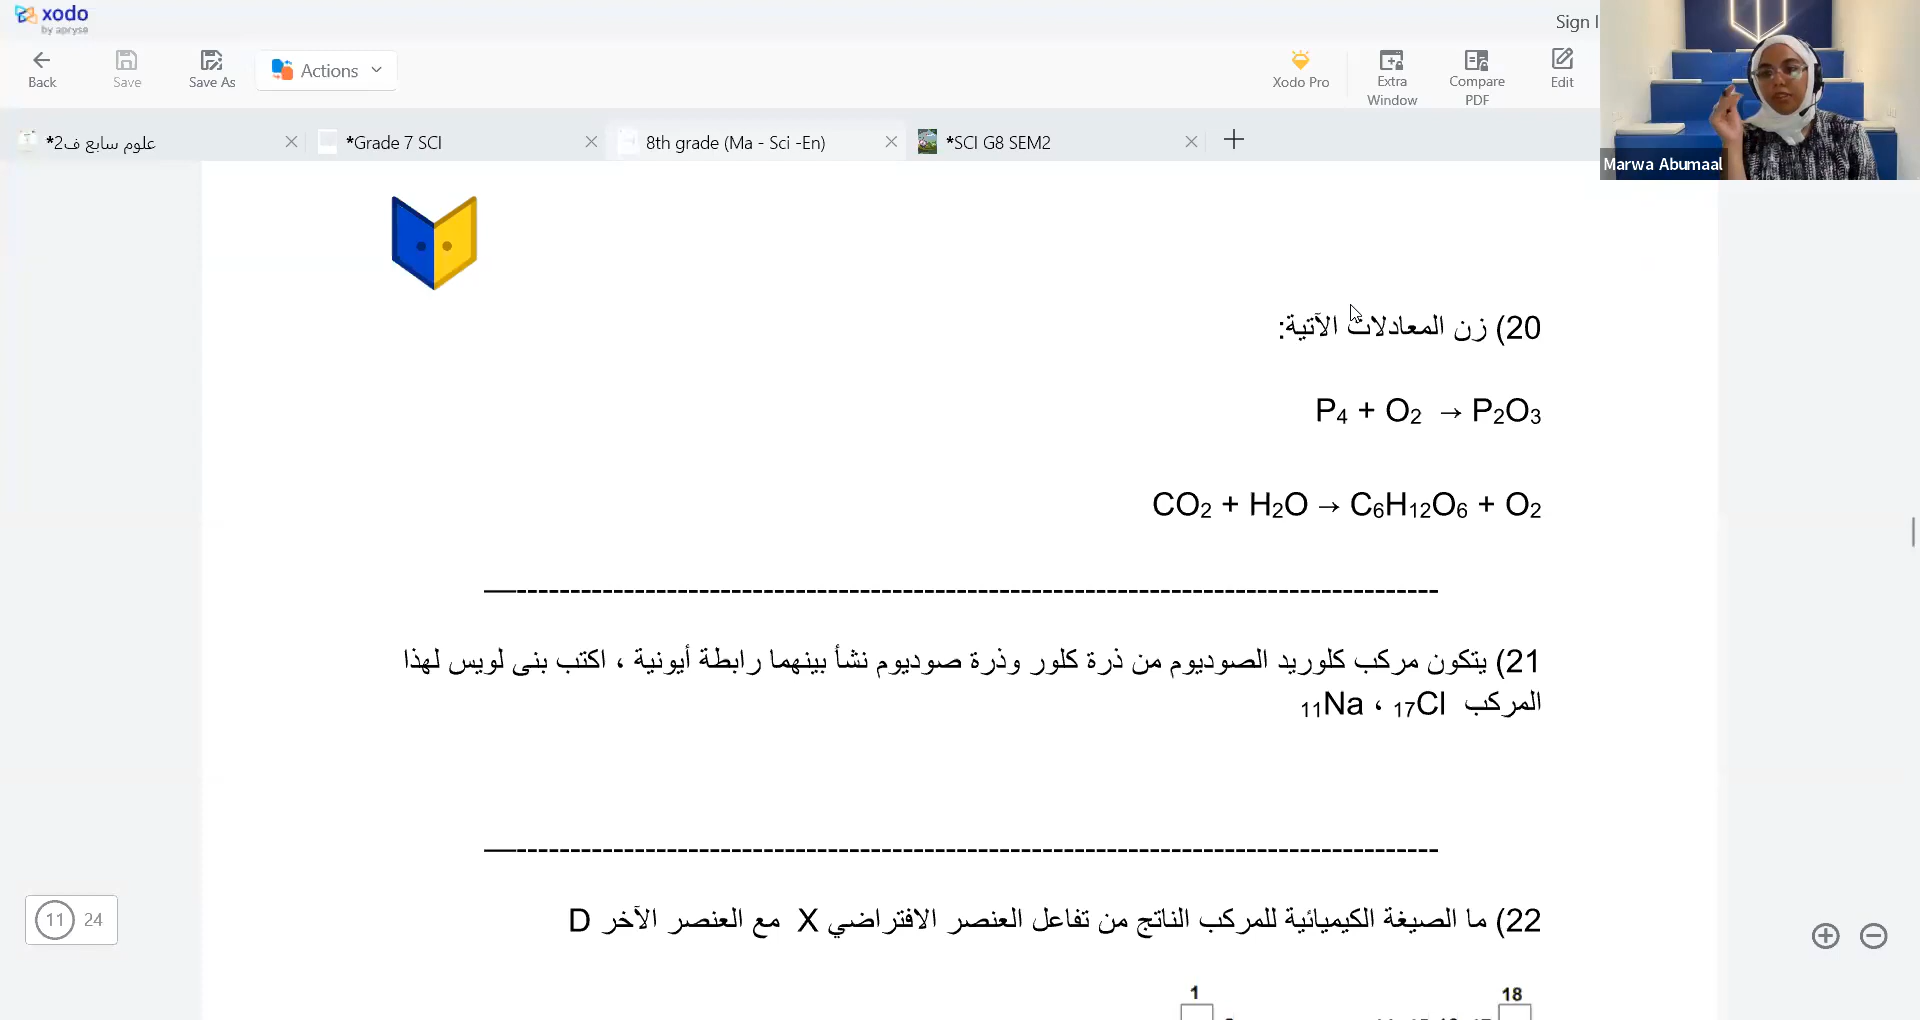 xodo
by apryse
Sign I
Back
Save
Save As
Actions
Xodo Pro
Extra Window
Compare PDF
Edit
Marwa Abumaal
*علوم سابع ف2
*Grade 7 SCI
8th grade (Ma - Sci -En)
*SCI G8 SEM2
20) زن المعادلات الآتية:
P₄ + O₂ → P₂O₃
CO₂ + H₂O → C₆H₁₂O₆ + O₂
21) يتكون مركب كلوريد الصوديوم من ذرة كلور وذرة صوديوم نشأ بينهما رابطة أيونية ، اكتب بنى لويس لهذا
المركب ₁₇Cl ، ₁₁Na
22) ما الصيغة الكيميائية للمركب الناتج من تفاعل العنصر الافتراضي X مع العنصر الآخر D
11 24
1 18